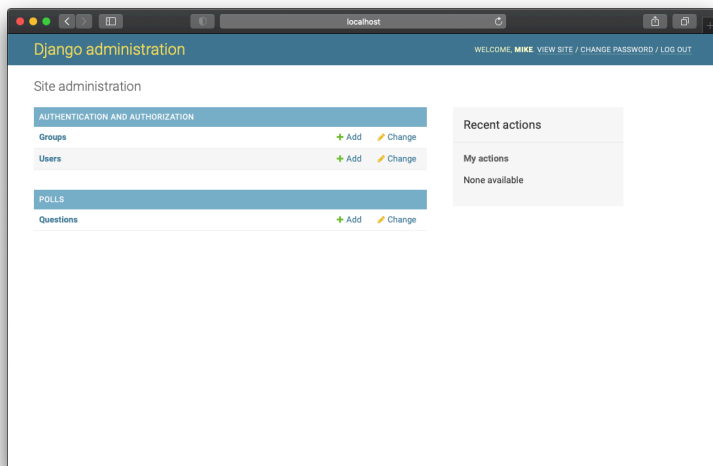 localhost
Django administration
WELCOME, MIKE. VIEW SITE / CHANGE PASSWORD / LOG OUT
Site administration
AUTHENTICATION AND AUTHORIZATION
Groups + Add Change
Users + Add Change
POLLS
Questions + Add Change
Recent actions
My actions
None available